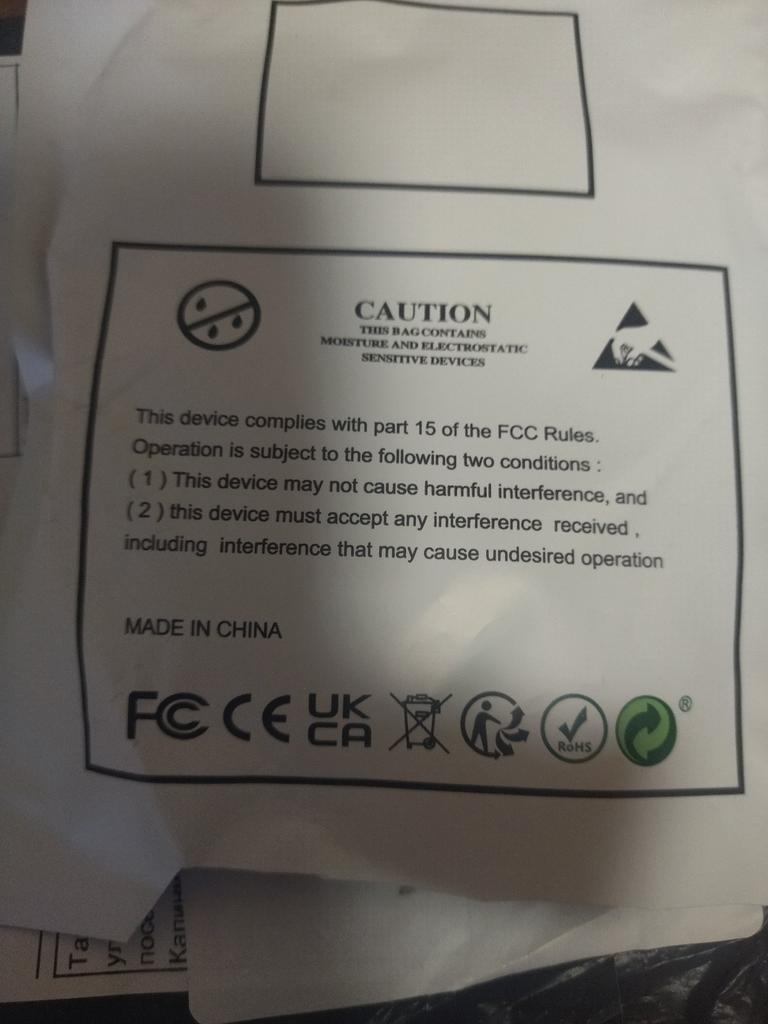 CAUTION
THIS BAG CONTAINS
MOISTURE AND ELECTROSTATIC
SENSITIVE DEVICES
This device complies with part 15 of the FCC Rules.
Operation is subject to the following two conditions :
( 1 ) This device may not cause harmful interference, and
( 2 ) this device must accept any interference received ,
including interference that may cause undesired operation
MADE IN CHINA
FC CE UK
CA
RoHS
®
Та
ул